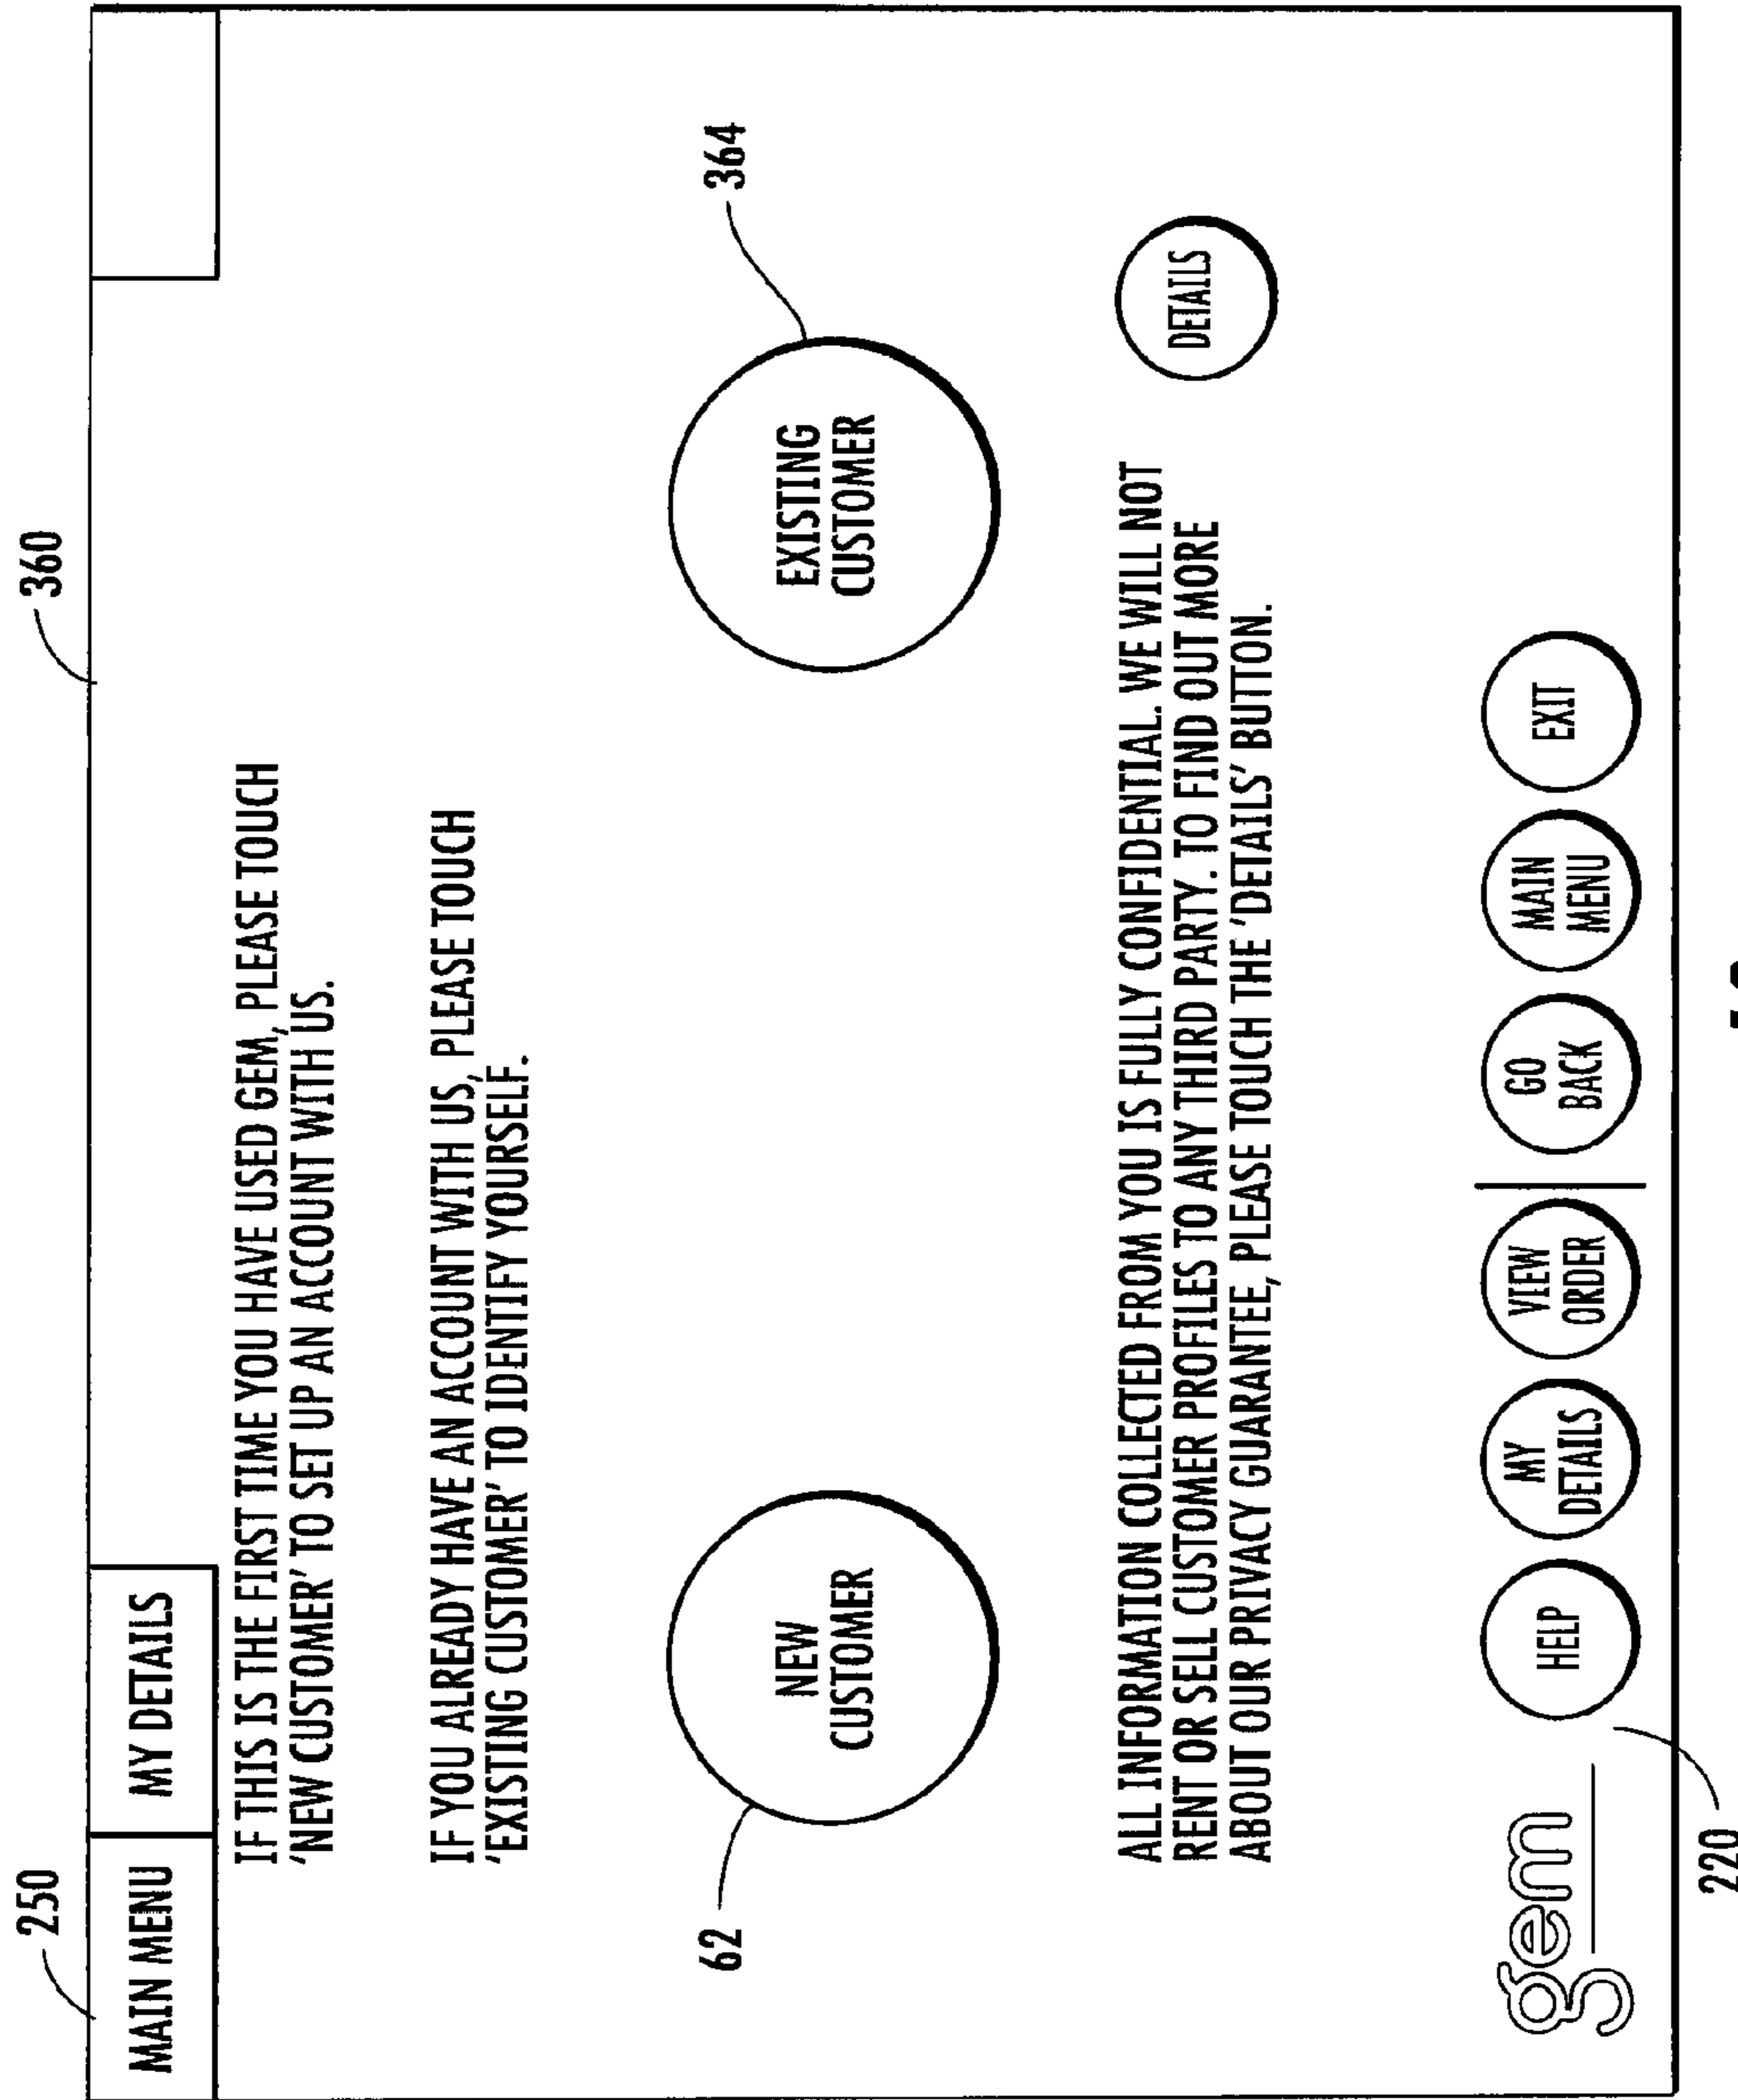 250
360
MAIN MENU
MY DETAILS
IF THIS IS THE FIRST TIME YOU HAVE USED GEM, PLEASE TOUCH
'NEW CUSTOMER' TO SET UP AN ACCOUNT WITH US.
IF YOU ALREADY HAVE AN ACCOUNT WITH US, PLEASE TOUCH
'EXISTING CUSTOMER' TO IDENTIFY YOURSELF.
62
364
NEW
CUSTOMER
EXISTING
CUSTOMER
ALL INFORMATION COLLECTED FROM YOU IS FULLY CONFIDENTIAL. WE WILL NOT
RENT OR SELL CUSTOMER PROFILES TO ANY THIRD PARTY. TO FIND OUT MORE
ABOUT OUR PRIVACY GUARANTEE, PLEASE TOUCH THE 'DETAILS' BUTTON.
DETAILS
gem
HELP
MY
DETAILS
VIEW
ORDER
GO
BACK
MAIN
MENU
EXIT
220